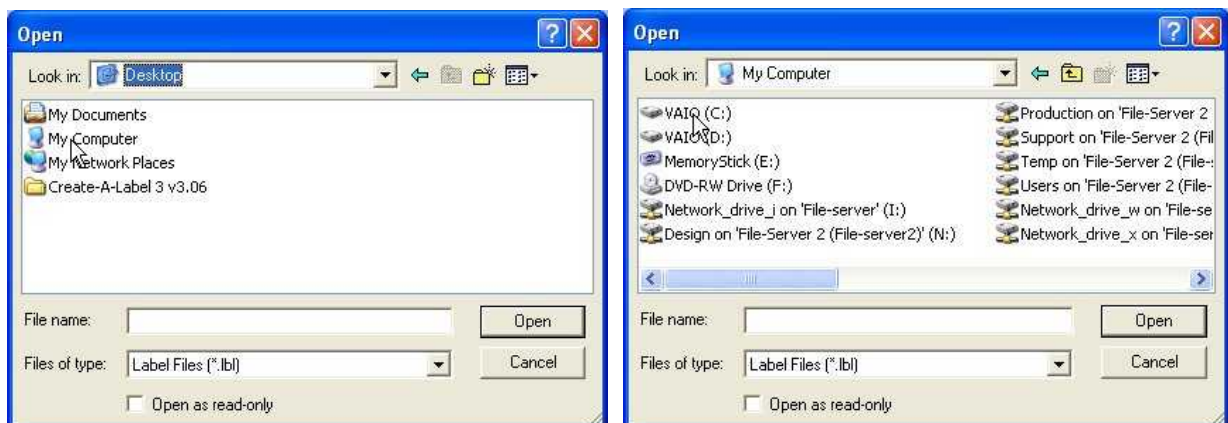 Open
Look in: Desktop
My Documents
My Computer
My Network Places
Create-A-Label 3 v3.06
File name:
Open
Files of type: Label Files (*.lbl)
Cancel
Open as read-only
Open
Look in: My Computer
VAIO (C:)
VAIO (D:)
MemoryStick (E:)
DVD-RW Drive (F:)
Network_drive_i on 'File-server' (I:)
Design on 'File-Server 2 (File-server2)' (N:)
Production on 'File-Server 2
Support on 'File-Server 2 (Fil
Temp on 'File-Server 2 (File-
Users on 'File-Server 2 (File-
Network_drive_w on 'File-se
Network_drive_x on 'File-ser
File name:
Open
Files of type: Label Files (*.lbl)
Cancel
Open as read-only